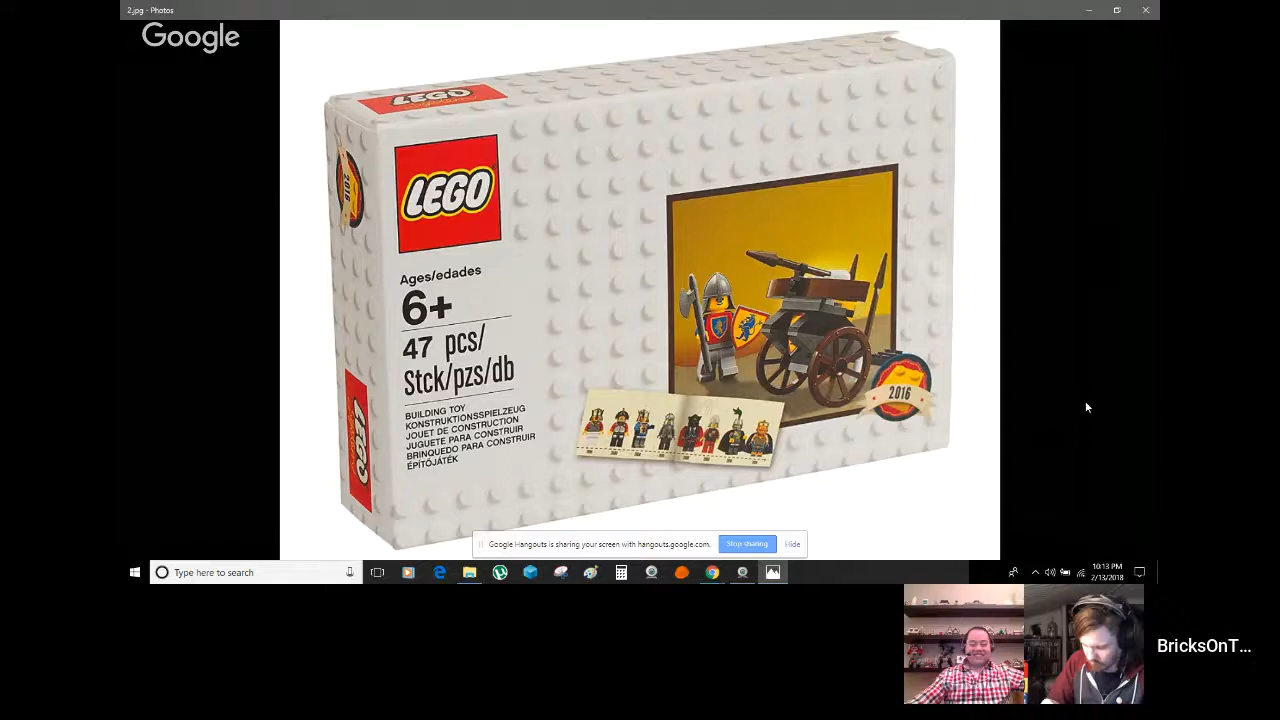 2.jpg - Photos
Google
LEGO
2016
LEGO
Ages/edades
6+
47 pcs/
Stck/pzs/db
BUILDING TOY
KONSTRUKTIONSSPIELZEUG
JOUET DE CONSTRUCTION
JUGUETE PARA CONSTRUIR
BRINQUEDO PARA CONSTRUIR
ÉPÍTŐJÁTÉK
LEGO
2016
Google Hangouts is sharing your screen with hangouts.google.com.
Stop sharing
Hide
Type here to search
10:13 PM
2/13/2018
BricksOnT...